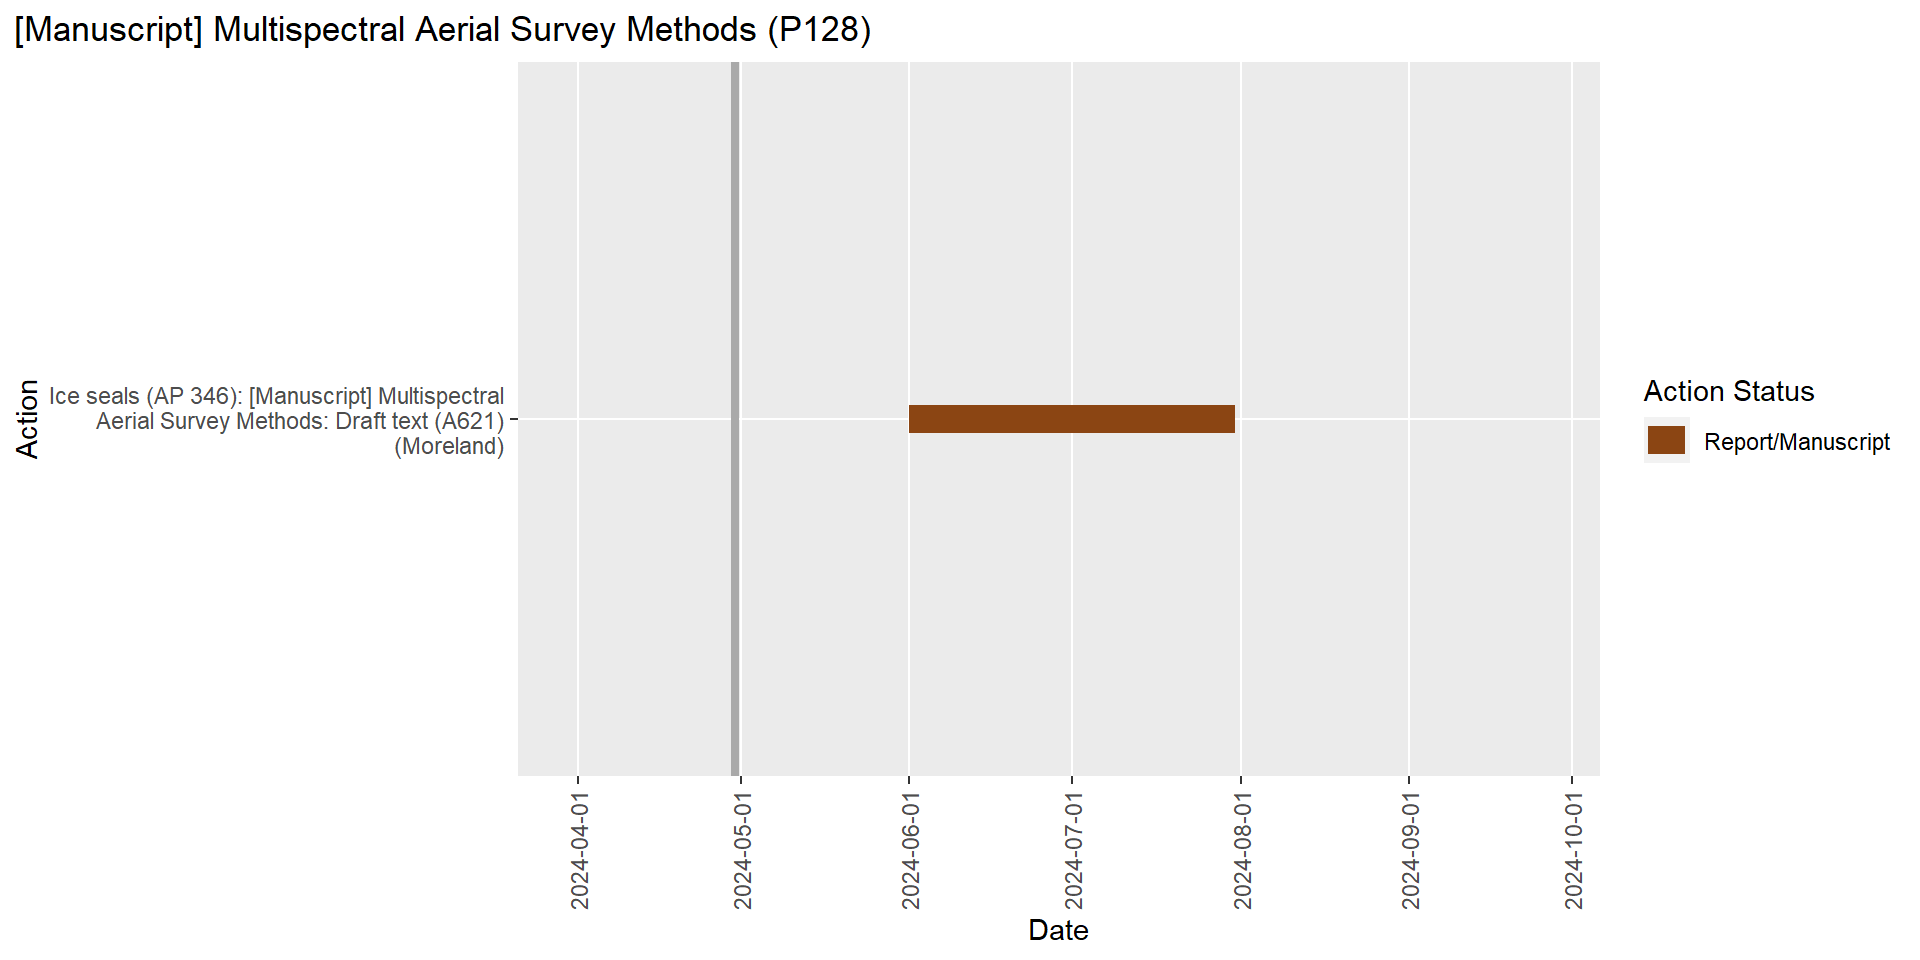 [Manuscript] Multispectral Aerial Survey Methods (P128)
Action
Ice seals (AP 346): [Manuscript] Multispectral
Aerial Survey Methods: Draft text (A621)
(Moreland)
Action Status
Report/Manuscript
2024-04-01
2024-05-01
2024-06-01
2024-07-01
2024-08-01
2024-09-01
2024-10-01
Date